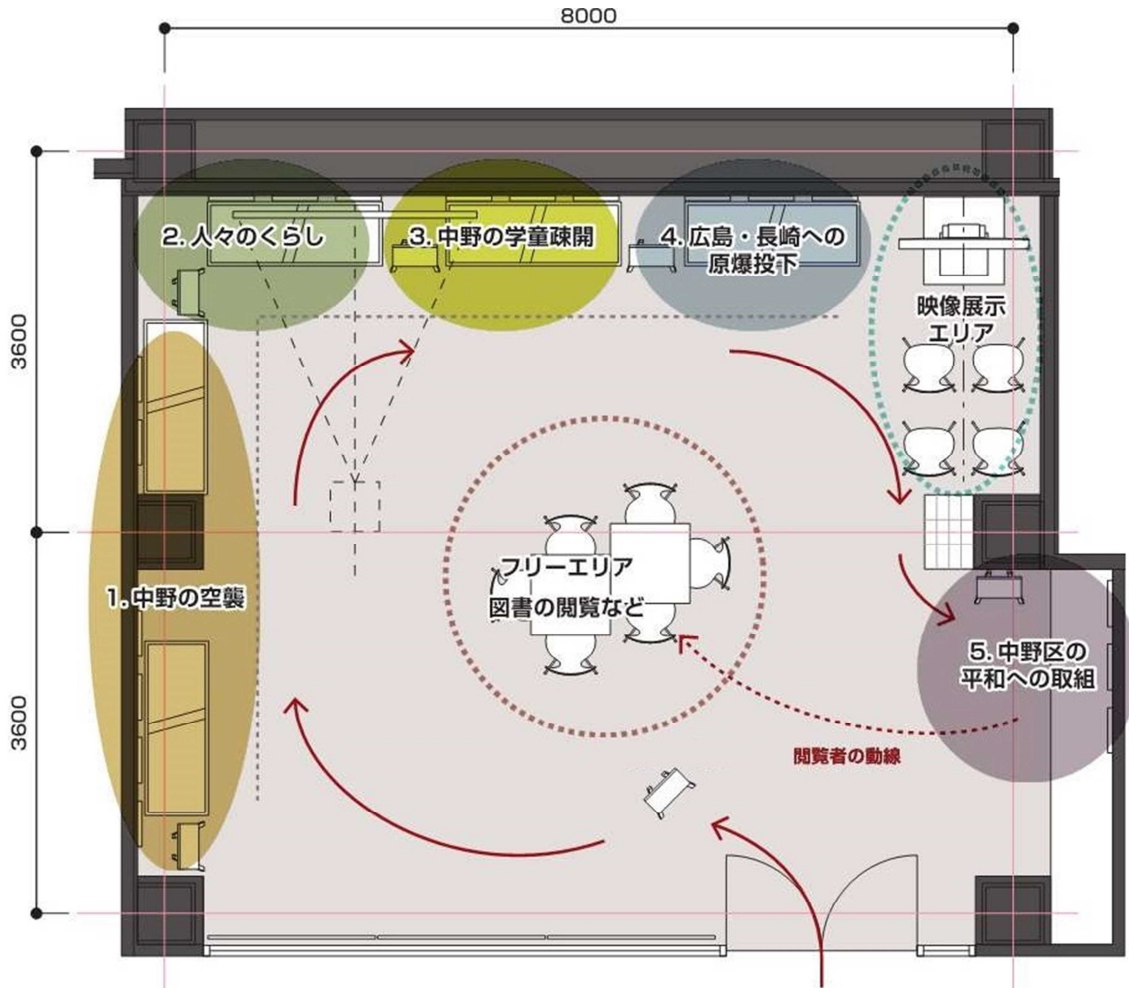 8000
3600
3600
2. 人々のくらし
3. 中野の学童疎開
4. 広島・長崎への
原爆投下
映像展示
エリア
1. 中野の空襲
フリーエリア
図書の閲覧など
5. 中野区の
平和への取組
閲覧者の動線